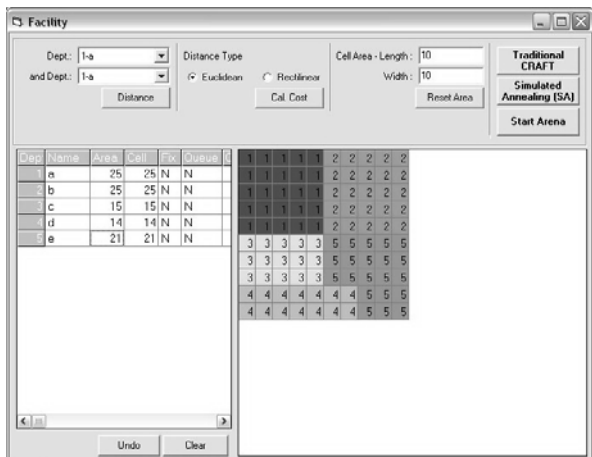 Facility
Dept.: 1-a
and Dept.: 1-a
Distance
Distance Type
Euclidean Rectlinear
Cal. Cost
Cell Area - Length : 10
Width : 10
Reset Area
Traditional CRAFT
Simulated Annealing (SA)
Start Arena
Dep Name Area Cell Fix Queue
1 a 25 25 N N
2 b 25 25 N N
3 c 15 15 N N
4 d 14 14 N N
5 e 21 21 N N
1 1 1 1 1 2 2 2 2 2
1 1 1 1 1 2 2 2 2 2
1 1 1 1 1 2 2 2 2 2
1 1 1 1 1 2 2 2 2 2
1 1 1 1 1 5 5 5 5 5
3 3 3 3 3 5 5 5 5 5
3 3 3 3 3 5 5 5 5 5
3 3 3 3 3 5 5 5 5 5
4 4 4 4 4 4 4 5 5 5
4 4 4 4 4 4 4 5 5 5
Undo Clear